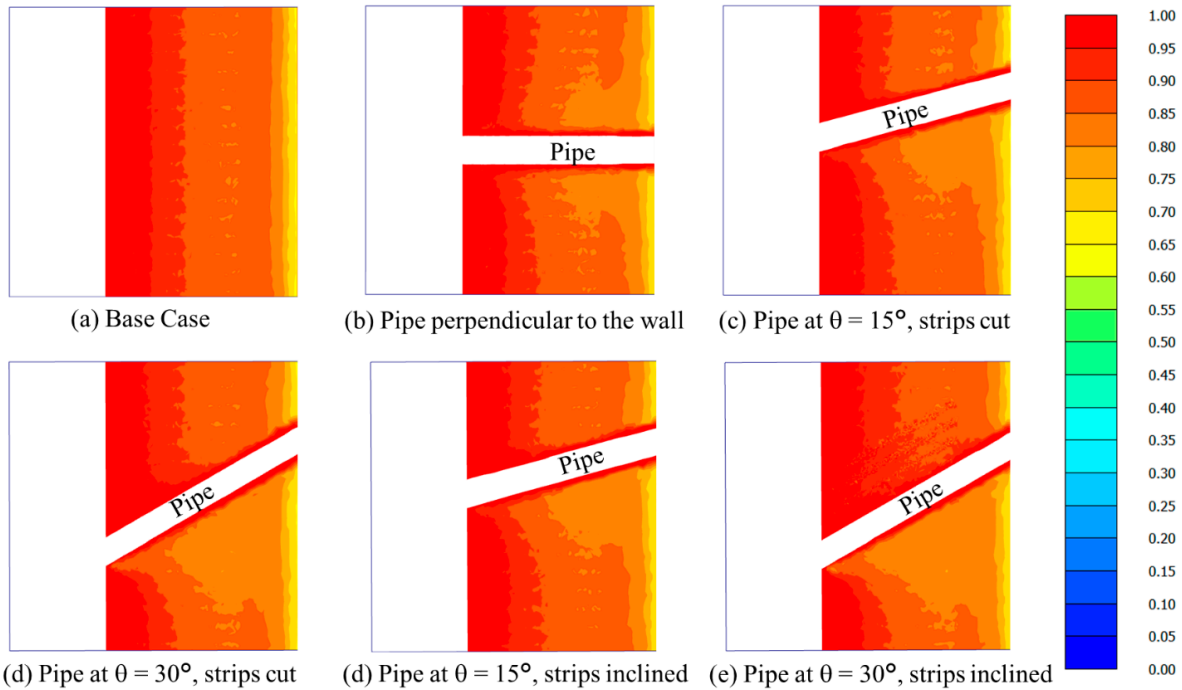 Pipe
Pipe
(a) Base Case
(b) Pipe perpendicular to the wall
(c) Pipe at θ = 15°, strips cut
Pipe
Pipe
Pipe
(d) Pipe at θ = 30°, strips cut
(d) Pipe at θ = 15°, strips inclined
(e) Pipe at θ = 30°, strips inclined
1.00
0.95
0.90
0.85
0.80
0.75
0.70
0.65
0.60
0.55
0.50
0.45
0.40
0.35
0.30
0.25
0.20
0.15
0.10
0.05
0.00